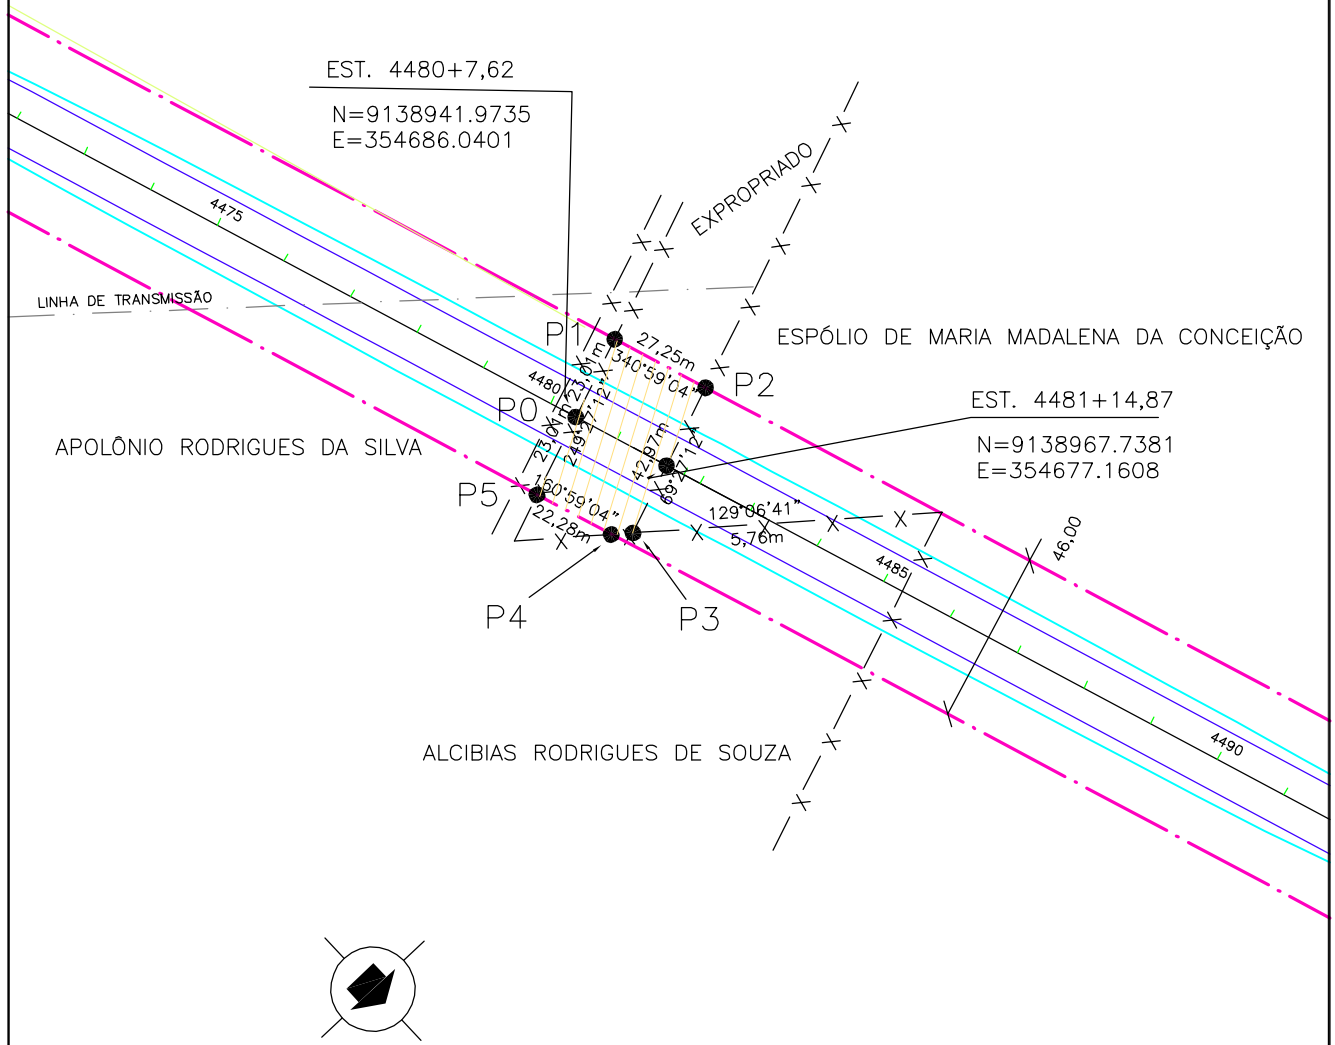 EST. 4480+7,62
N=9138941.9735
E=354686.0401
EXPROPRIADO
4475
LINHA DE TRANSMISSÃO
P1
27,25m
340°59'04"
ESPÓLIO DE MARIA MADALENA DA CONCEIÇÃO
4480
P2
P0
EST. 4481+14,87
N=9138967.7381
E=354677.1608
APOLÔNIO RODRIGUES DA SILVA
42,97m
P5
160°59'04"
22,28m
129°06'41"
5,76m
46,00
4485
P4
P3
4490
ALCIBIAS RODRIGUES DE SOUZA